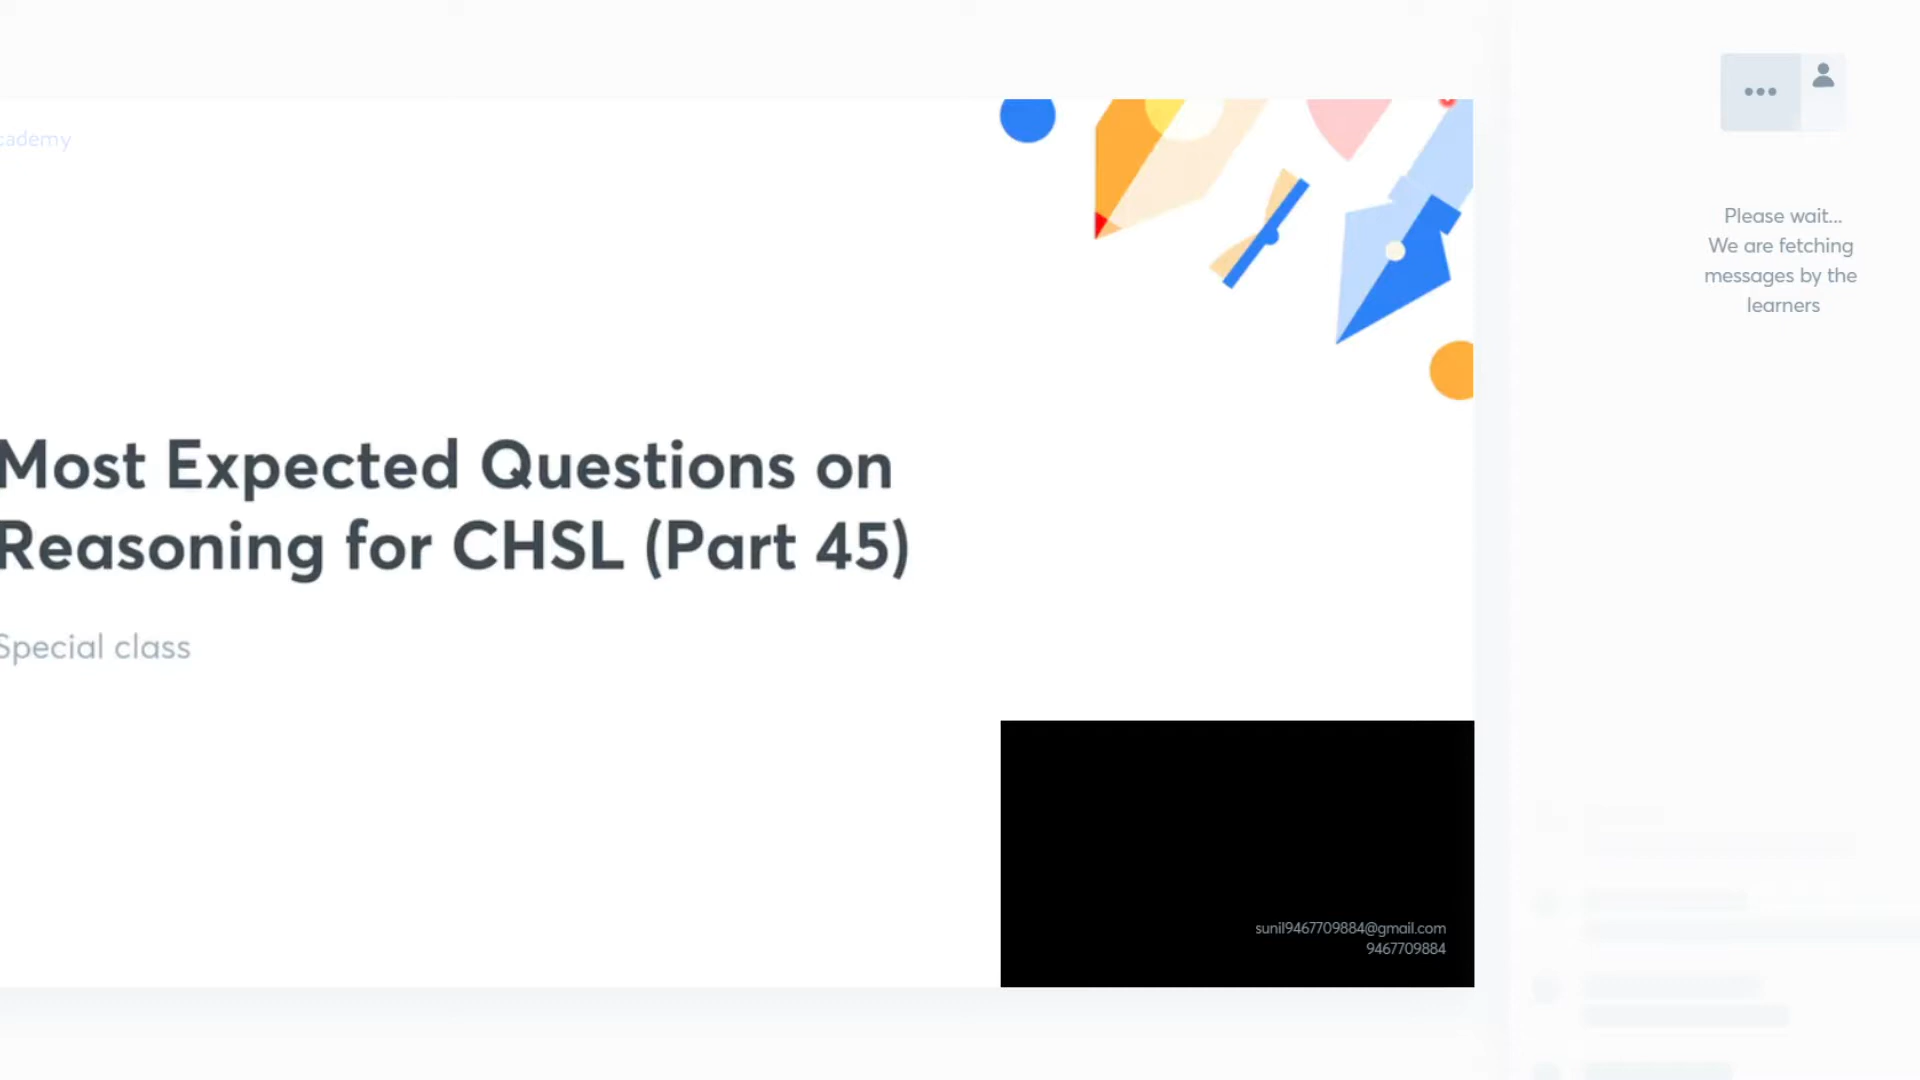 cademy
Most Expected Questions on
Reasoning for CHSL (Part 45)
Special class
sunil9467709884@gmail.com
9467709884
Please wait...
We are fetching
messages by the
learners